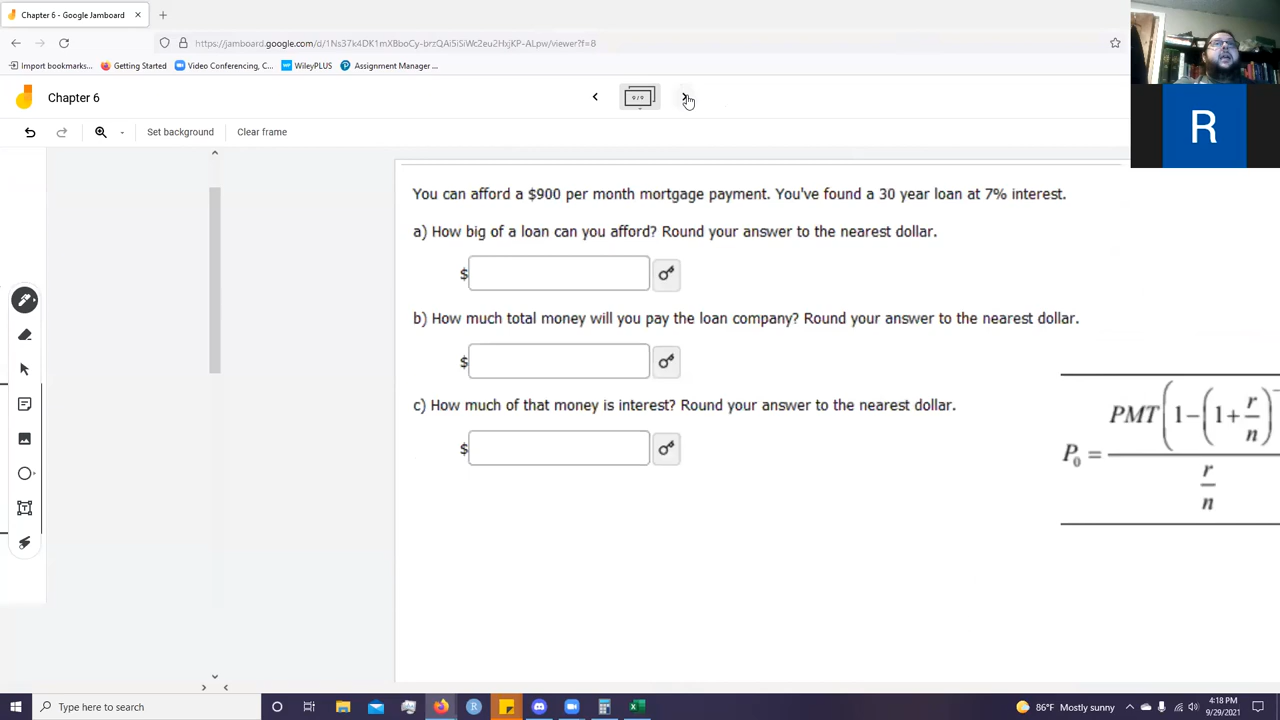 Chapter 6 - Google Jamboard
https://jamboard.google.com/d/1Ns37k4DK1mXBboCy-brzQAi5iSihc2eu2HxjKP-ALpw/viewer?f=8
Import bookmarks... Getting Started Video Conferencing, C... WileyPLUS Assignment Manager ...
Chapter 6
9 / 9
Set background Clear frame
R
You can afford a $900 per month mortgage payment. You've found a 30 year loan at 7% interest.
a) How big of a loan can you afford? Round your answer to the nearest dollar.
$
b) How much total money will you pay the loan company? Round your answer to the nearest dollar.
$
c) How much of that money is interest? Round your answer to the nearest dollar.
$
P₀ = PMT(1-(1+r/n)⁻ / r/n
Type here to search
86°F Mostly sunny
4:18 PM
9/29/2021